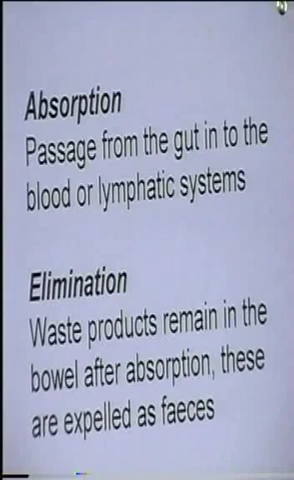 Absorption
Passage from the gut in to the
blood or lymphatic systems
Elimination
Waste products remain in the
bowel after absorption, these
are expelled as faeces